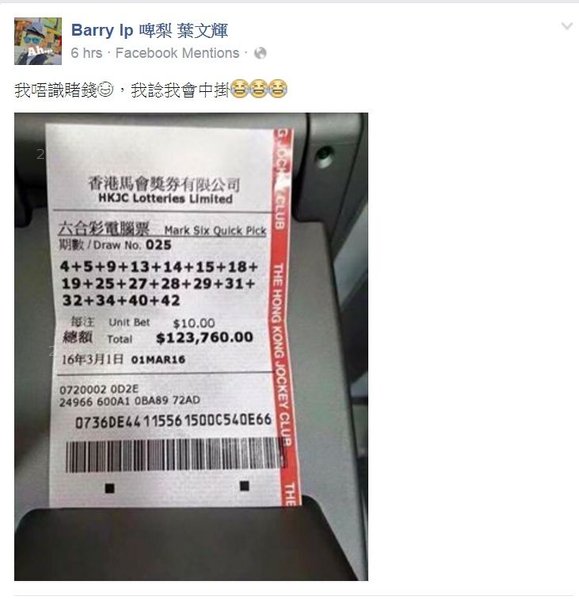 Barry Ip 啤梨 葉文輝
6 hrs · Facebook Mentions ·
Ah...
我唔識賭錢😉，我諗我會中掛😂😂😂
香港馬會獎券有限公司
HKJC Lotteries Limited
六合彩電腦票 Mark Six Quick Pick
期數 / Draw No. 025
4+5+9+13+14+15+18+
19+25+27+28+29+31+
32+34+40+42
每注 Unit Bet $10.00
總額 Total $123,760.00
16年3月1日 01MAR16
0720002 0D2E
24966 600A1 0BA89 72AD
0736DE44115561500C540E66
G JOCKEY CLUB
THE HONG KONG JOCKEY CLUB
THE